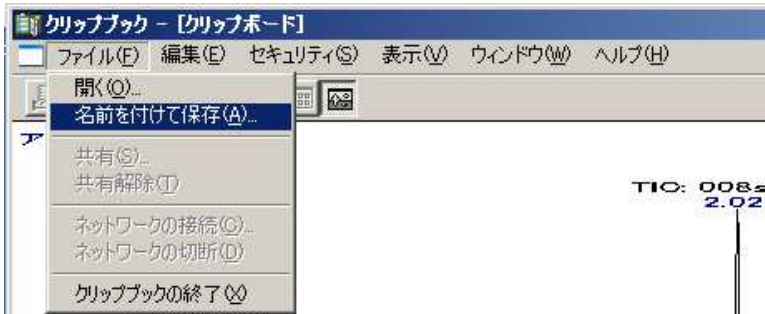 クリップブック - [クリップボード]
ファイル(F) 編集(E) セキュリティ(S) 表示(V) ウィンドウ(W) ヘルプ(H)
開く(O)...
名前を付けて保存(A)...
ア
共有(S)...
共有解除(T)
TIO: 008s
2.02
ネットワークの接続(C)...
ネットワークの切断(D)
クリップブックの終了(X)